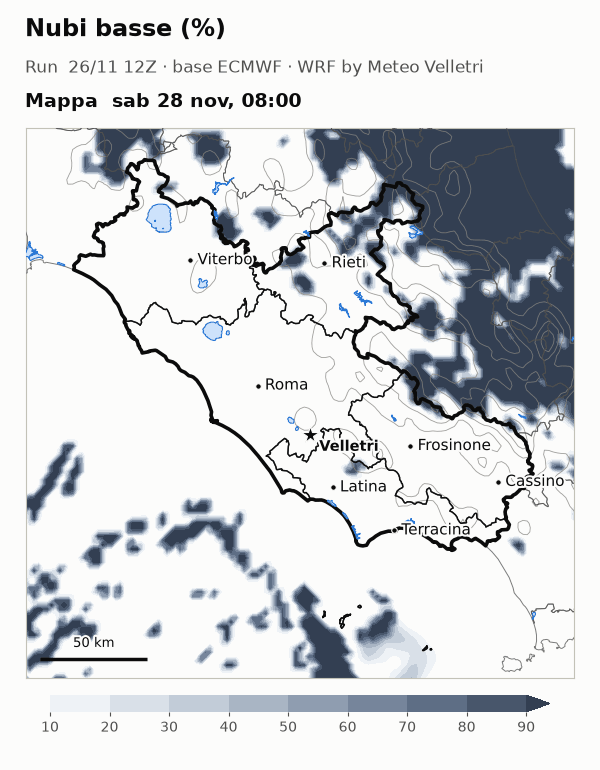 Nubi basse (%)
Run  26/11 12Z · base ECMWF · WRF by Meteo Velletri
Mappa  sab 28 nov, 08:00
Viterbo
Rieti
Roma
Velletri
Frosinone
Latina
Cassino
Terracina
50 km
10 20 30 40 50 60 70 80 90